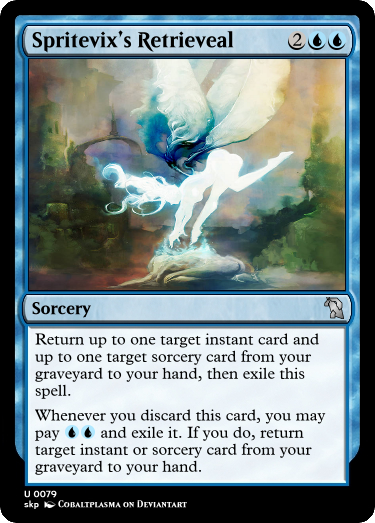 Spritevix's Retrieveal 2
Sorcery
Return up to one target instant card and
up to one target sorcery card from your
graveyard to your hand, then exile this
spell.
Whenever you discard this card, you may
pay and exile it. If you do, return
target instant or sorcery card from your
graveyard to your hand.
U 0079
skp Cobaltplasma on Deviantart